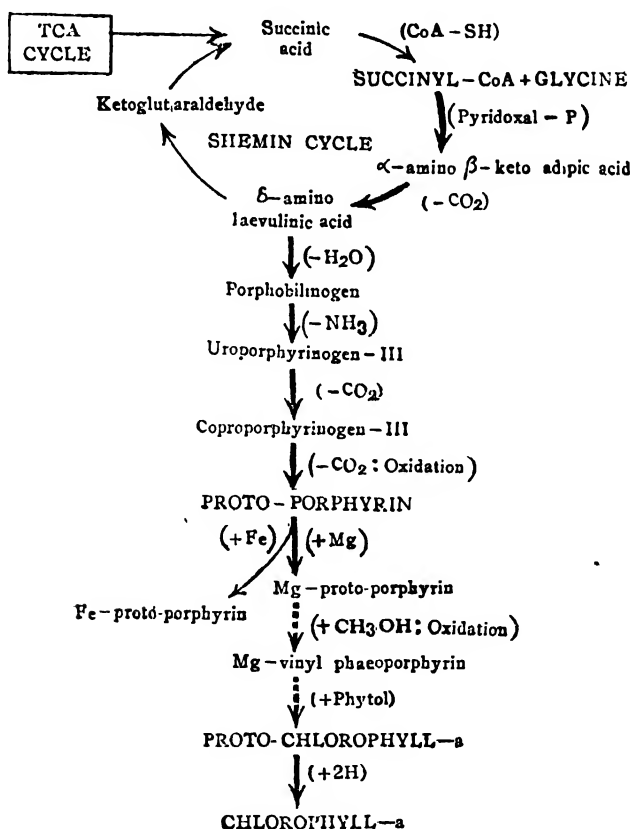 TCA
CYCLE
Succinic
acid
(CoA-SH)
SUCCINYL-CoA+GLYCINE
(Pyridoxal-P)
Ketoglutaraldehyde
SHEMIN CYCLE
α-amino β-keto adipic acid
(-CO₂)
δ-amino
laevulinic acid
(-H₂O)
Porphobilinogen
(-NH₃)
Uroporphyrinogen-III
(-CO₂)
Coproporphyrinogen-III
(-CO₂: Oxidation)
PROTO-PORPHYRIN
(+Fe) (+Mg)
Mg-proto-porphyrin
Fe-proto-porphyrin
(+CH₃·OH: Oxidation)
Mg-vinyl phaeoporphyrin
(+Phytol)
PROTO-CHLOROPHYLL-a
(+2H)
CHLOROPHYLL-a